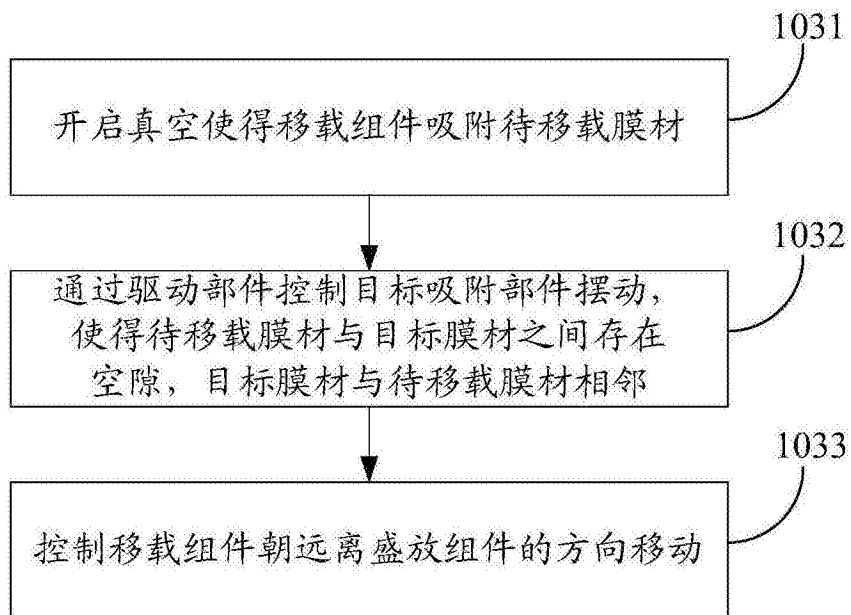 1031
开启真空使得移载组件吸附待移载膜材
1032
通过驱动部件控制目标吸附部件摆动，
使得待移载膜材与目标膜材之间存在
空隙，目标膜材与待移载膜材相邻
1033
控制移载组件朝远离盛放组件的方向移动